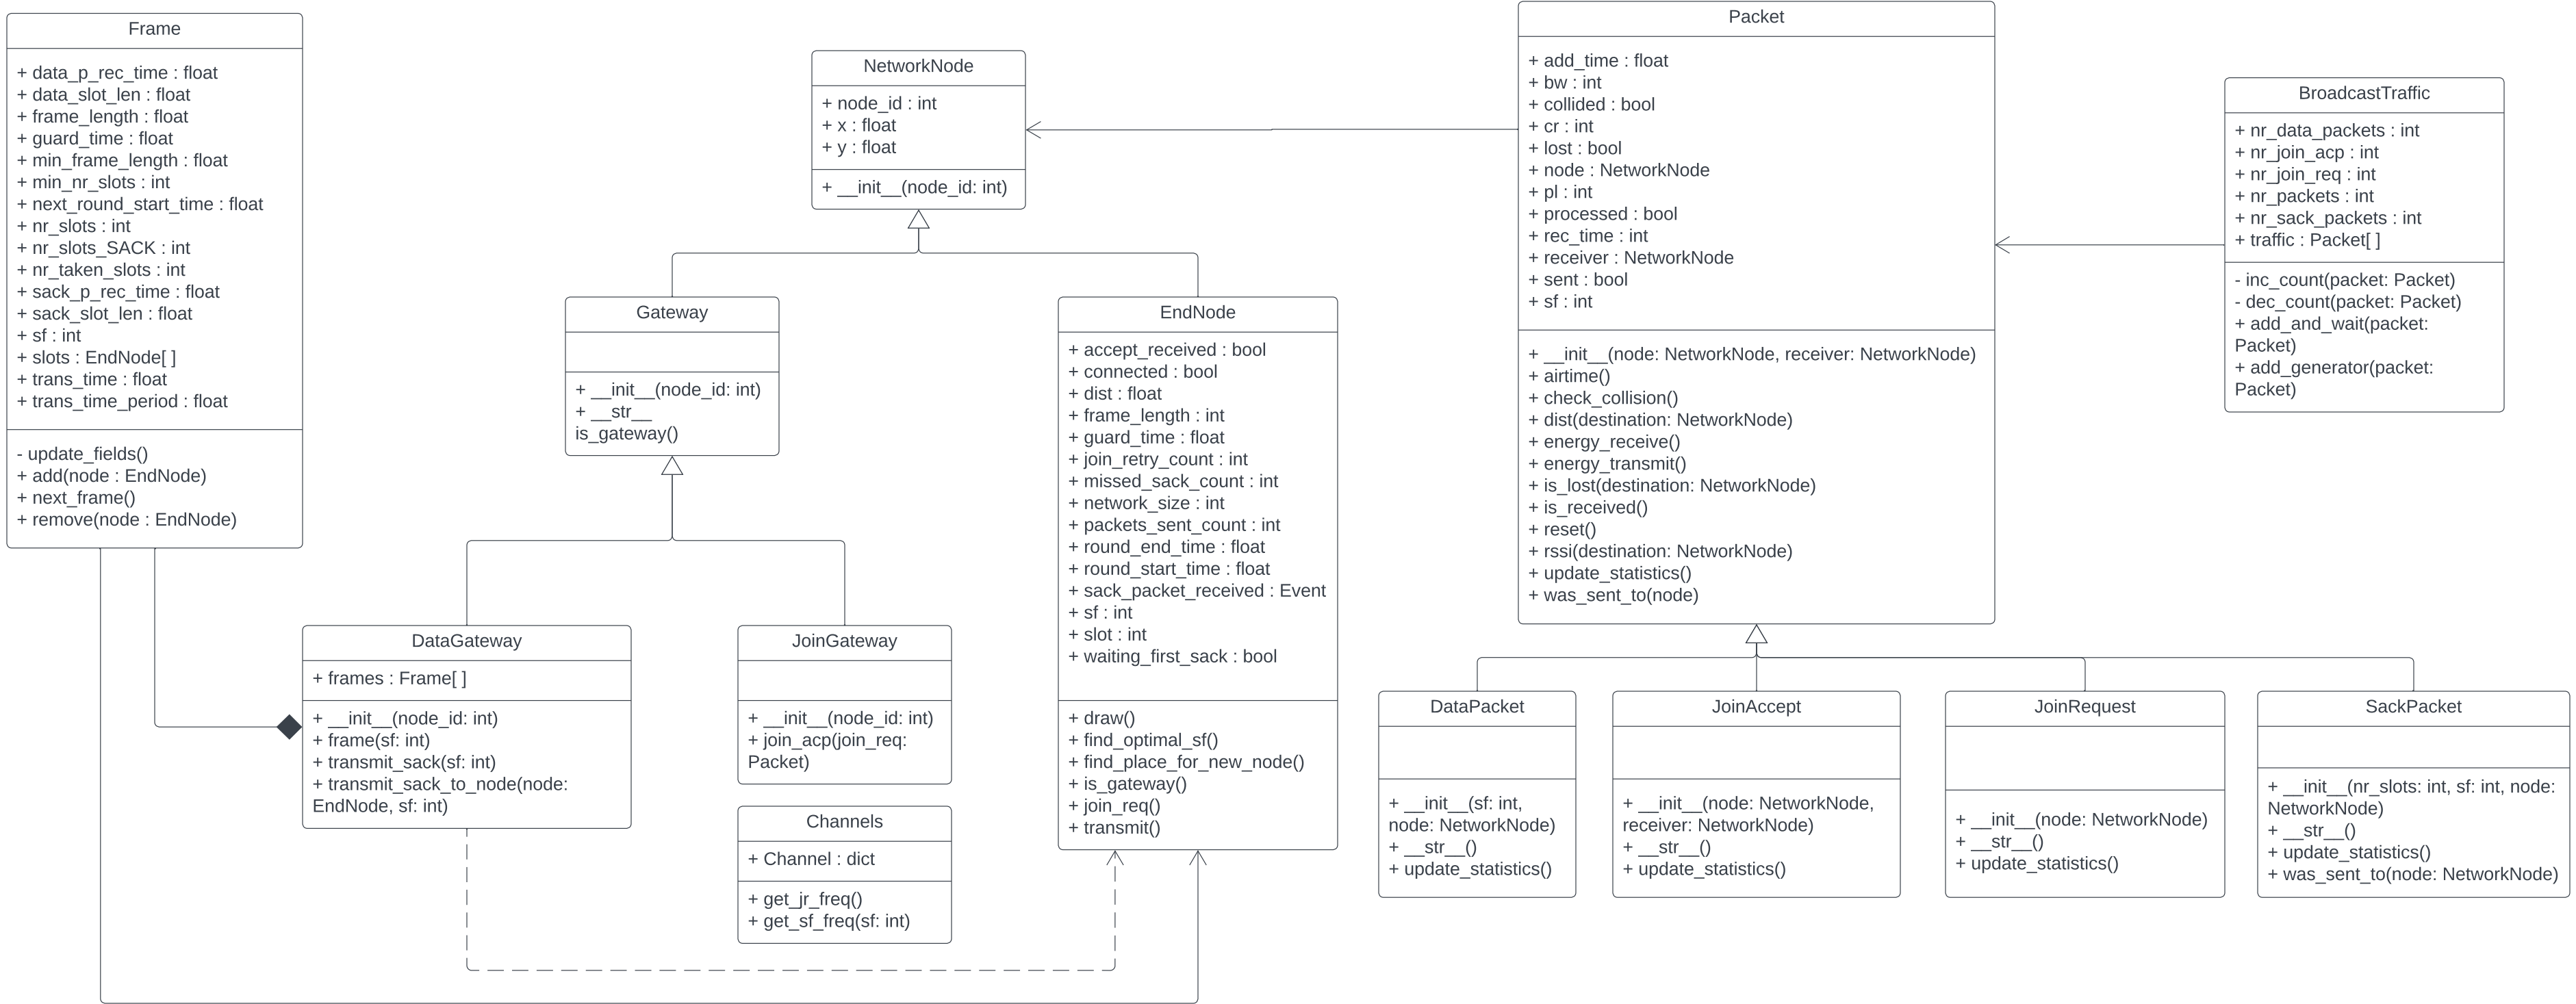 Frame
+ data_p_rec_time : float
+ data_slot_len : float
+ frame_length : float
+ guard_time : float
+ min_frame_length : float
+ min_nr_slots : int
+ next_round_start_time : float
+ nr_slots : int
+ nr_slots_SACK : int
+ nr_taken_slots : int
+ sack_p_rec_time : float
+ sack_slot_len : float
+ sf : int
+ slots : EndNode[ ]
+ trans_time : float
+ trans_time_period : float
- update_fields()
+ add(node : EndNode)
+ next_frame()
+ remove(node : EndNode)
NetworkNode
+ node_id : int
+ x : float
+ y : float
+ __init__(node_id: int)
Gateway
+ __init__(node_id: int)
+ __str__
is_gateway()
DataGateway
+ frames : Frame[ ]
+ __init__(node_id: int)
+ frame(sf: int)
+ transmit_sack(sf: int)
+ transmit_sack_to_node(node:
EndNode, sf: int)
JoinGateway
+ __init__(node_id: int)
+ join_acp(join_req:
Packet)
Channels
+ Channel : dict
+ get_jr_freq()
+ get_sf_freq(sf: int)
EndNode
+ accept_received : bool
+ connected : bool
+ dist : float
+ frame_length : int
+ guard_time : float
+ join_retry_count : int
+ missed_sack_count : int
+ network_size : int
+ packets_sent_count : int
+ round_end_time : float
+ round_start_time : float
+ sack_packet_received : Event
+ sf : int
+ slot : int
+ waiting_first_sack : bool
+ draw()
+ find_optimal_sf()
+ find_place_for_new_node()
+ is_gateway()
+ join_req()
+ transmit()
Packet
+ add_time : float
+ bw : int
+ collided : bool
+ cr : int
+ lost : bool
+ node : NetworkNode
+ pl : int
+ processed : bool
+ rec_time : int
+ receiver : NetworkNode
+ sent : bool
+ sf : int
+ __init__(node: NetworkNode, receiver: NetworkNode)
+ airtime()
+ check_collision()
+ dist(destination: NetworkNode)
+ energy_receive()
+ energy_transmit()
+ is_lost(destination: NetworkNode)
+ is_received()
+ reset()
+ rssi(destination: NetworkNode)
+ update_statistics()
+ was_sent_to(node)
BroadcastTraffic
+ nr_data_packets : int
+ nr_join_acp : int
+ nr_join_req : int
+ nr_packets : int
+ nr_sack_packets : int
+ traffic : Packet[ ]
- inc_count(packet: Packet)
- dec_count(packet: Packet)
+ add_and_wait(packet:
Packet)
+ add_generator(packet:
Packet)
DataPacket
+ __init__(sf: int,
node: NetworkNode)
+ __str__()
+ update_statistics()
JoinAccept
+ __init__(node: NetworkNode,
receiver: NetworkNode)
+ __str__()
+ update_statistics()
JoinRequest
+ __init__(node: NetworkNode)
+ __str__()
+ update_statistics()
SackPacket
+ __init__(nr_slots: int, sf: int, node:
NetworkNode)
+ __str__()
+ update_statistics()
+ was_sent_to(node: NetworkNode)